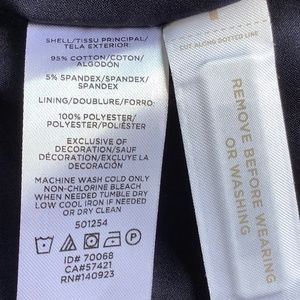 SHELL/TISSU PRINCIPAL/
TELA EXTERIOR:
95% COTTON/COTON/
ALGODÓN
5% SPANDEX/SPANDEX/
SPANDEX
LINING/DOUBLURE/FORRO:
100% POLYESTER/
POLYESTER/POLIÉSTER
EXCLUSIVE OF
DECORATION/SAUF
DÉCORATION/EXCLUYE LA
DECORACIÓN
MACHINE WASH COLD ONLY
NON-CHLORINE BLEACH
WHEN NEEDED TUMBLE DRY
LOW COOL IRON IF NEEDED
OR DRY CLEAN
501254
ID# 70068
CA#57421
RN#140923
CUT ALONG DOTTED LINE
REMOVE BEFORE WEARING
OR WASHING